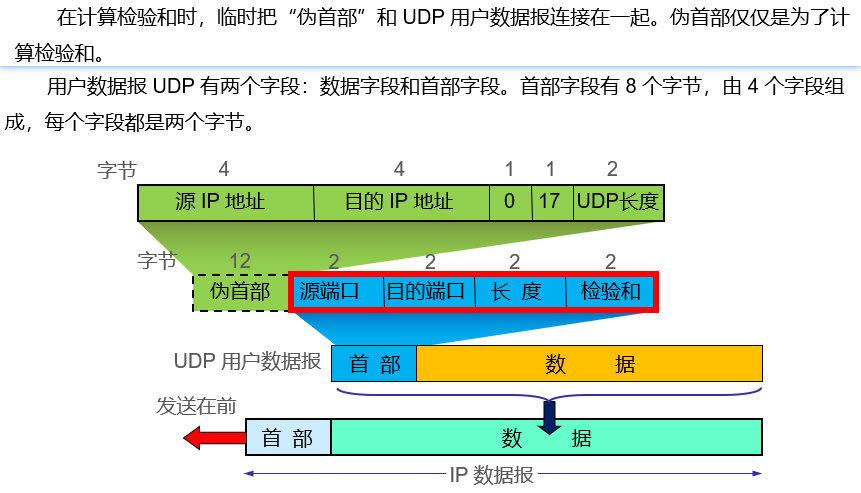 在计算检验和时，临时把“伪首部”和 UDP 用户数据报连接在一起。伪首部仅仅是为了计
算检验和。
用户数据报 UDP 有两个字段：数据字段和首部字段。首部字段有 8 个字节，由 4 个字段组
成，每个字段都是两个字节。
字节 4 4 1 1 2
源 IP 地址 目的 IP 地址 0 17 UDP长度
字节 12 2 2 2 2
伪首部 源端口 目的端口 长 度 检验和
UDP 用户数据报 首 部 数 据
发送在前
首 部 数 据
IP 数据报